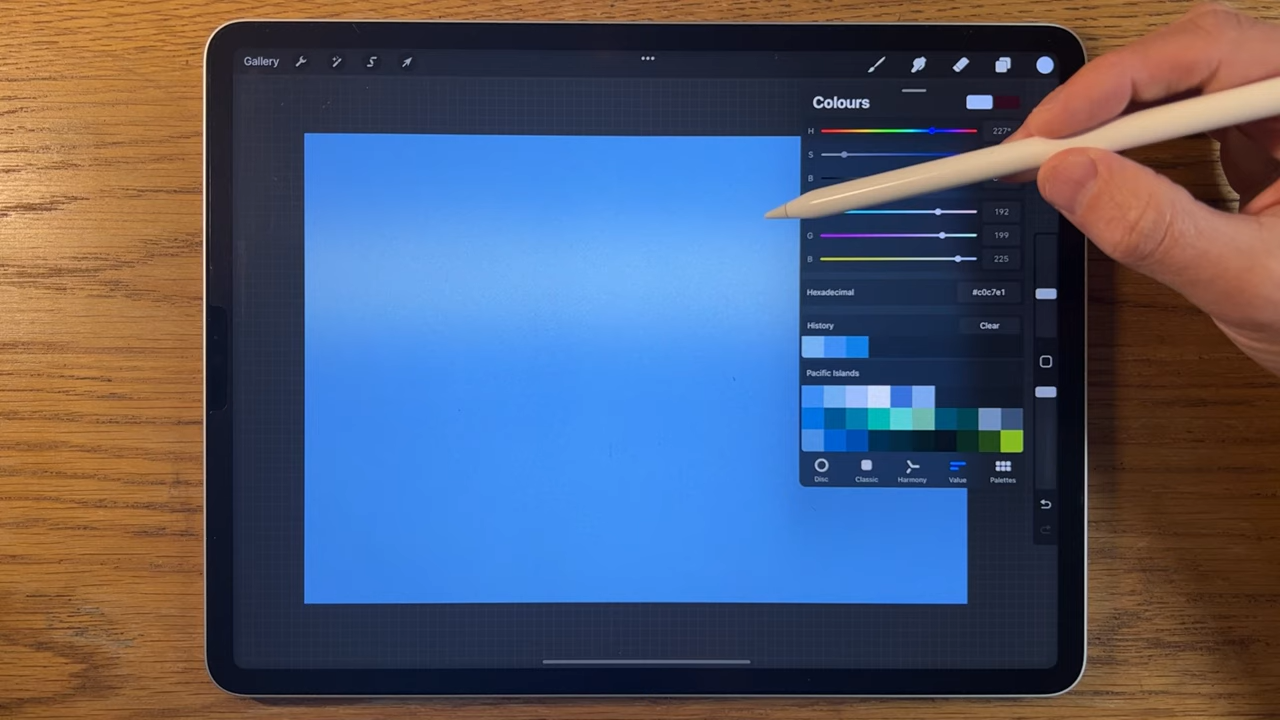 Gallery
Colours
H 227°
S
B
192
G 199
B 225
Hexadecimal #c0c7e1
History Clear
Pacific Islands
Disc Classic Harmony Value Palettes